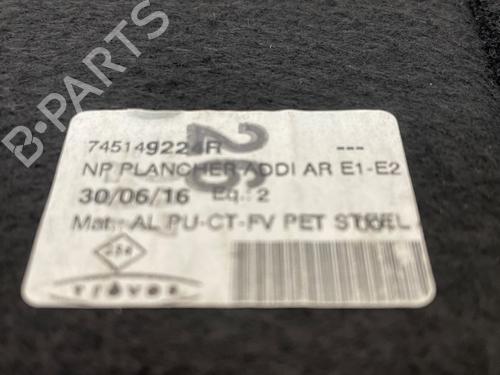 745149224R ---
NP PLANCHER ADDI AR E1-E2
30/06/16 Eq.: 2
Mat.: AL PU-CT-FV PET STEEL
trèves
B-PARTS